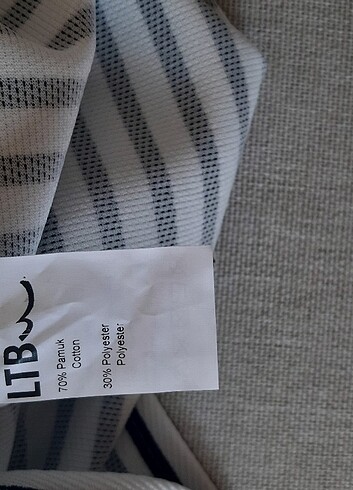 LTB
70% Pamuk
Cotton
30% Polyester
Polyester